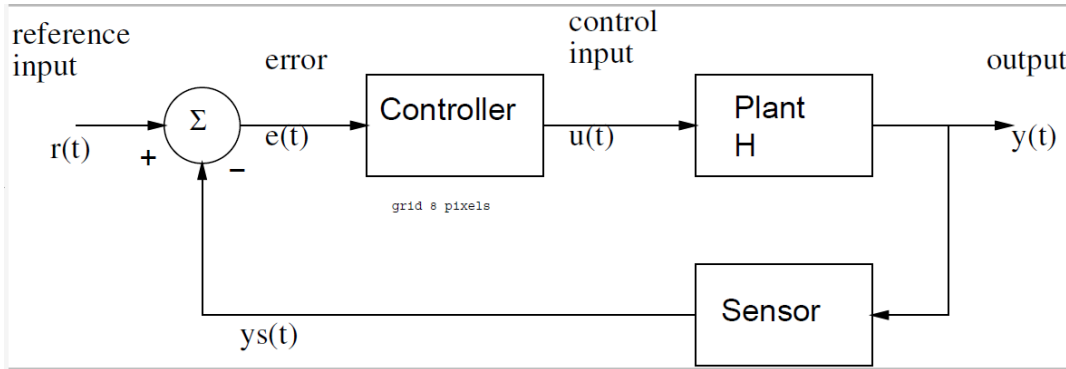 reference
input
error
control
input
output
Controller
Plant
H
Σ
r(t)
+
−
e(t)
u(t)
y(t)
grid 8 pixels
Sensor
ys(t)